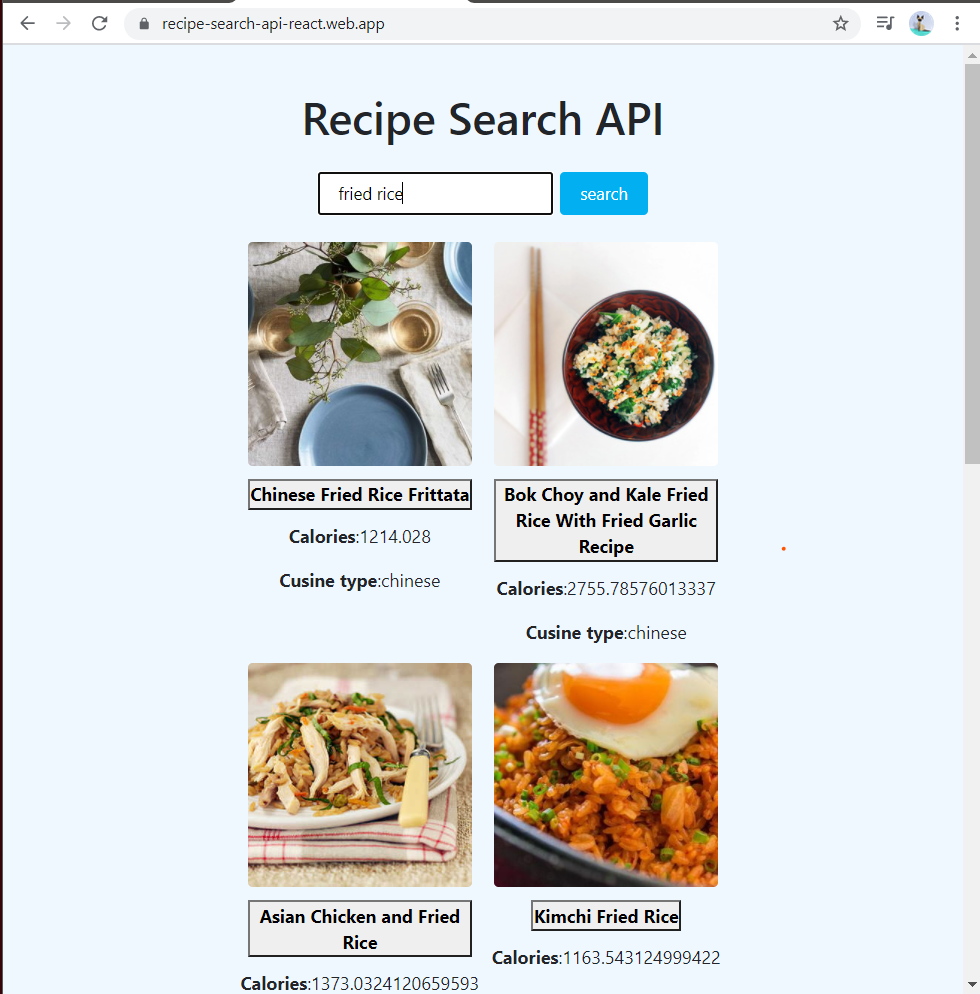 recipe-search-api-react.web.app
Recipe Search API
fried rice
search
Chinese Fried Rice Frittata
Calories:1214.028
Cusine type:chinese
Bok Choy and Kale Fried
Rice With Fried Garlic
Recipe
Calories:2755.78576013337
Cusine type:chinese
Asian Chicken and Fried
Rice
Calories:1373.0324120659593
Kimchi Fried Rice
Calories:1163.543124999422